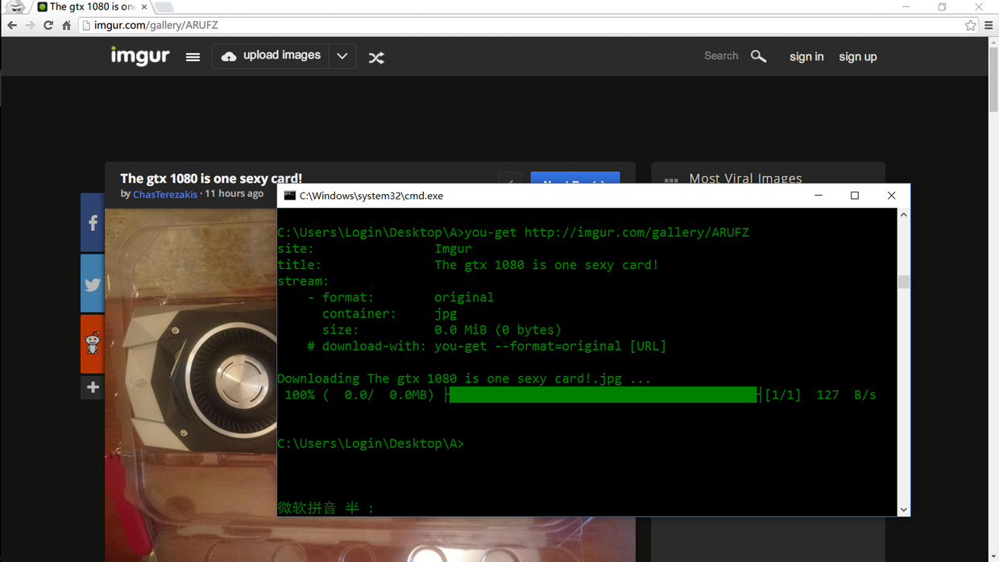 The gtx 1080 is one
imgur.com/gallery/ARUFZ
imgur
upload images
Search
sign in
sign up
The gtx 1080 is one sexy card!
by ChasTerezakis · 11 hours ago
Most Viral Images
C:\Windows\system32\cmd.exe
C:\Users\Login\Desktop\A>you-get http://imgur.com/gallery/ARUFZ
site: Imgur
title: The gtx 1080 is one sexy card!
stream:
- format: original
container: jpg
size: 0.0 MiB (0 bytes)
# download-with: you-get --format=original [URL]
Downloading The gtx 1080 is one sexy card!.jpg ...
100% ( 0.0/ 0.0MB) ├████████████████████████████████████████┤[1/1] 127 B/s
C:\Users\Login\Desktop\A>
微软拼音 半 :